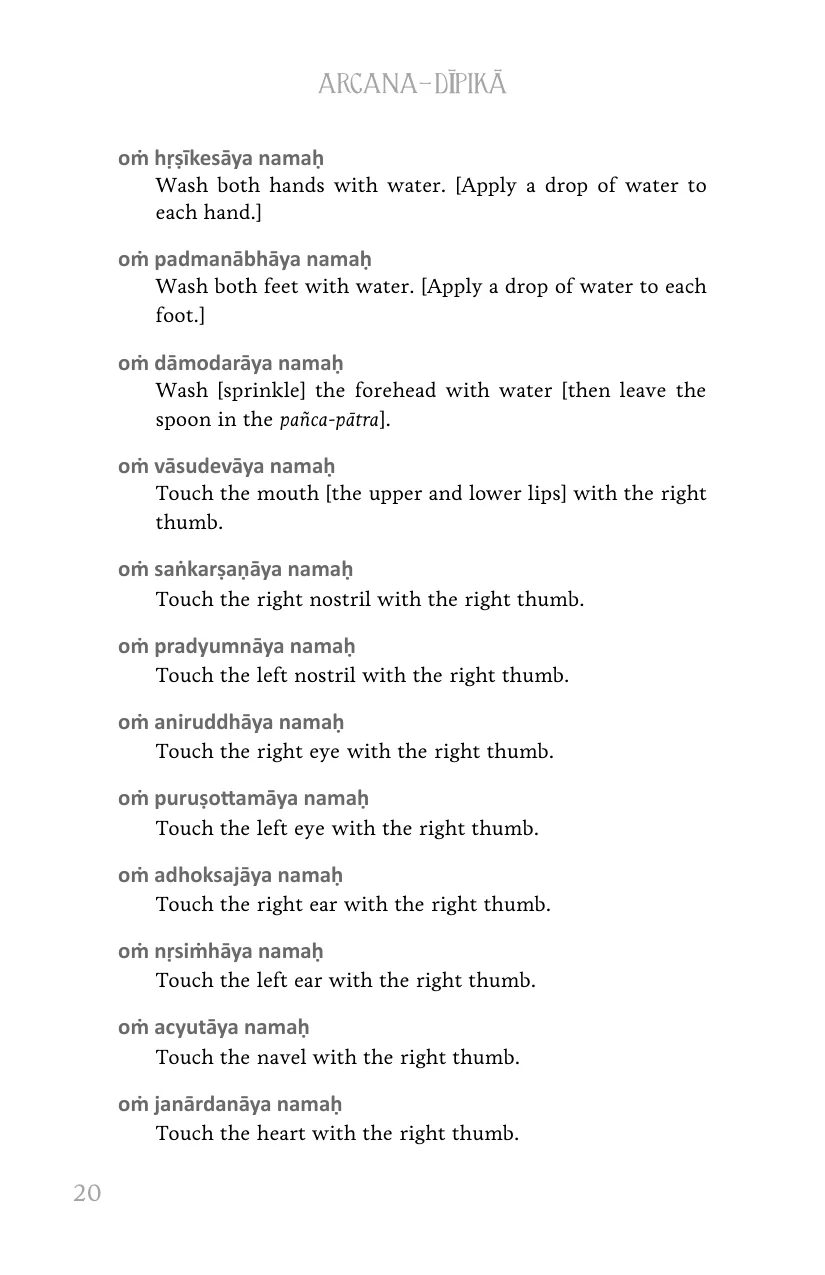 ARCANA–DĪPIKĀ
oṁ hṛṣīkesāya namaḥ
Wash both hands with water. [Apply a drop of water to
each hand.]
oṁ padmanābhāya namaḥ
Wash both feet with water. [Apply a drop of water to each
foot.]
oṁ dāmodarāya namaḥ
Wash [sprinkle] the forehead with water [then leave the
spoon in the pañca-pātra].
oṁ vāsudevāya namaḥ
Touch the mouth [the upper and lower lips] with the right
thumb.
oṁ saṅkarṣaṇāya namaḥ
Touch the right nostril with the right thumb.
oṁ pradyumnāya namaḥ
Touch the left nostril with the right thumb.
oṁ aniruddhāya namaḥ
Touch the right eye with the right thumb.
oṁ puruṣottamāya namaḥ
Touch the left eye with the right thumb.
oṁ adhoksajāya namaḥ
Touch the right ear with the right thumb.
oṁ nṛsiṁhāya namaḥ
Touch the left ear with the right thumb.
oṁ acyutāya namaḥ
Touch the navel with the right thumb.
oṁ janārdanāya namaḥ
Touch the heart with the right thumb.
20